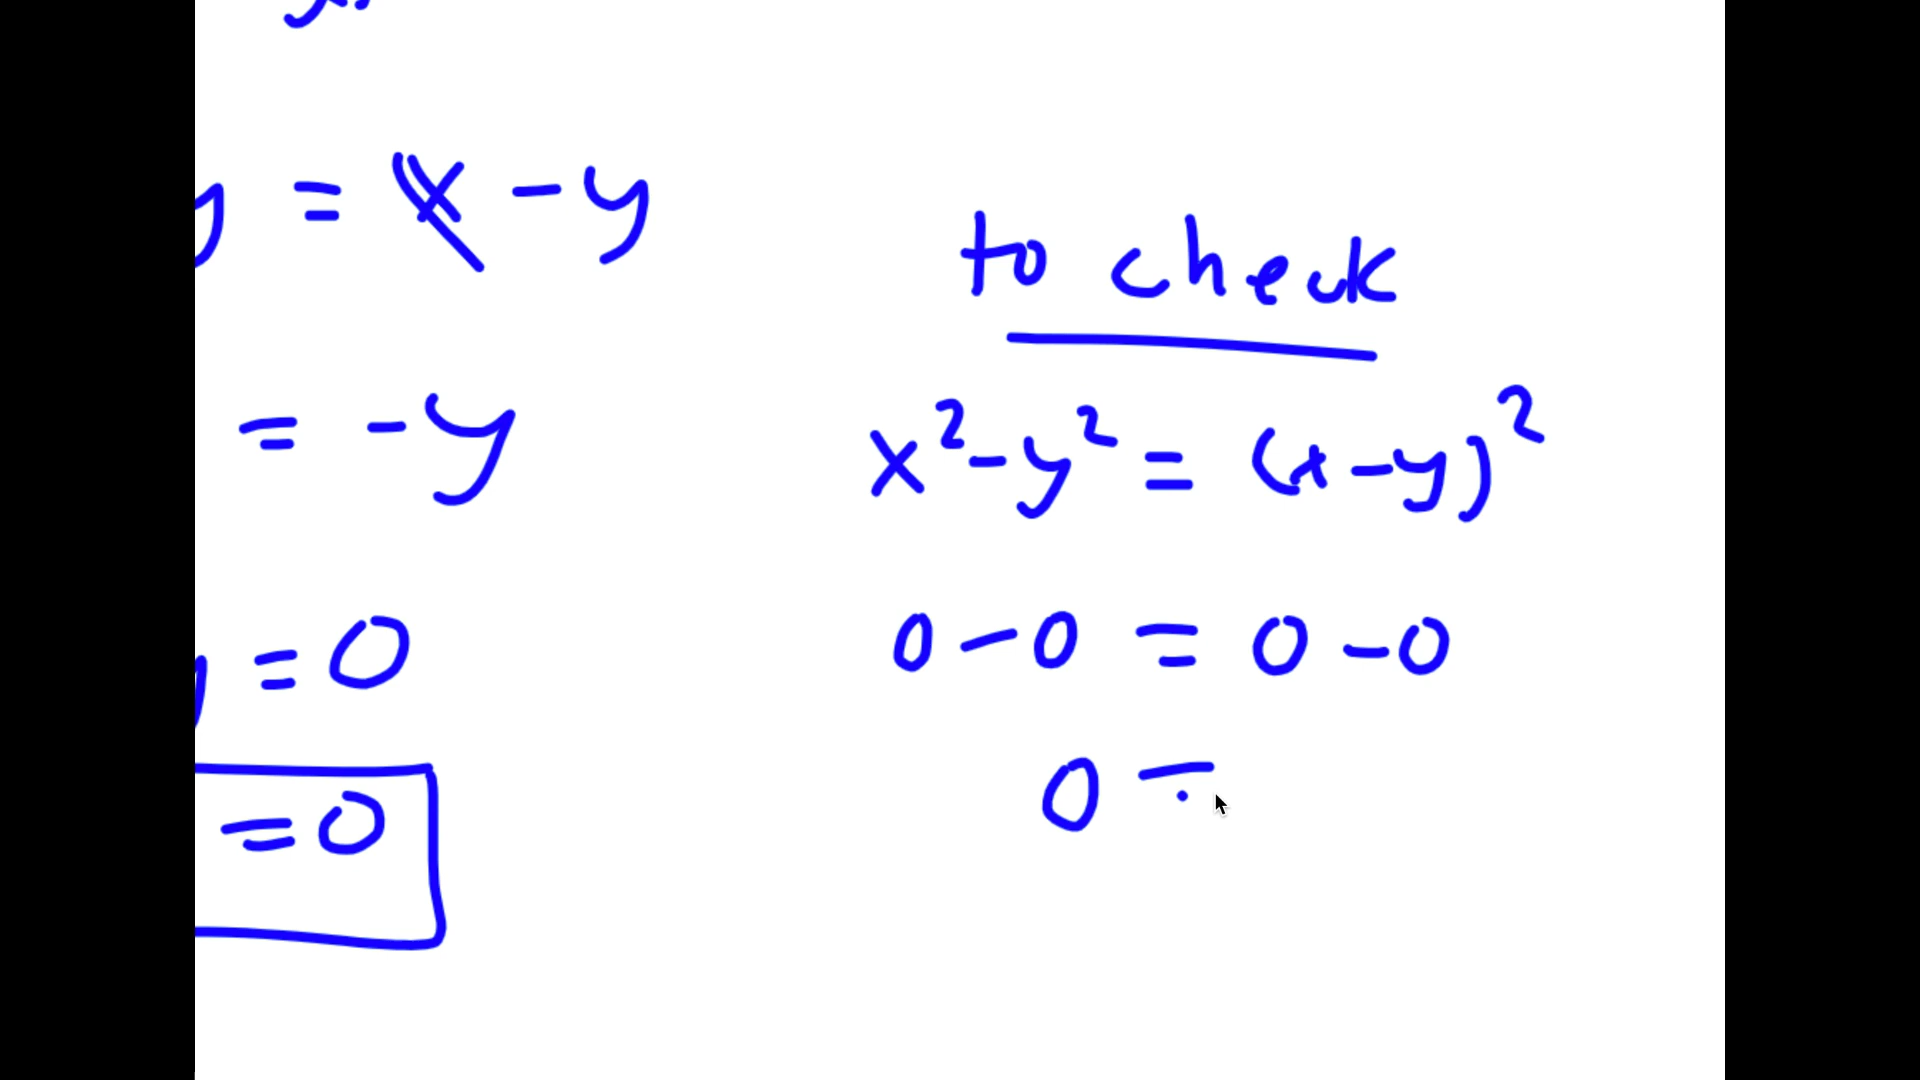 y = x - y
= -y
y = 0
= 0
to check
x² - y² = (x - y)²
0 - 0 = 0 - 0
0 =